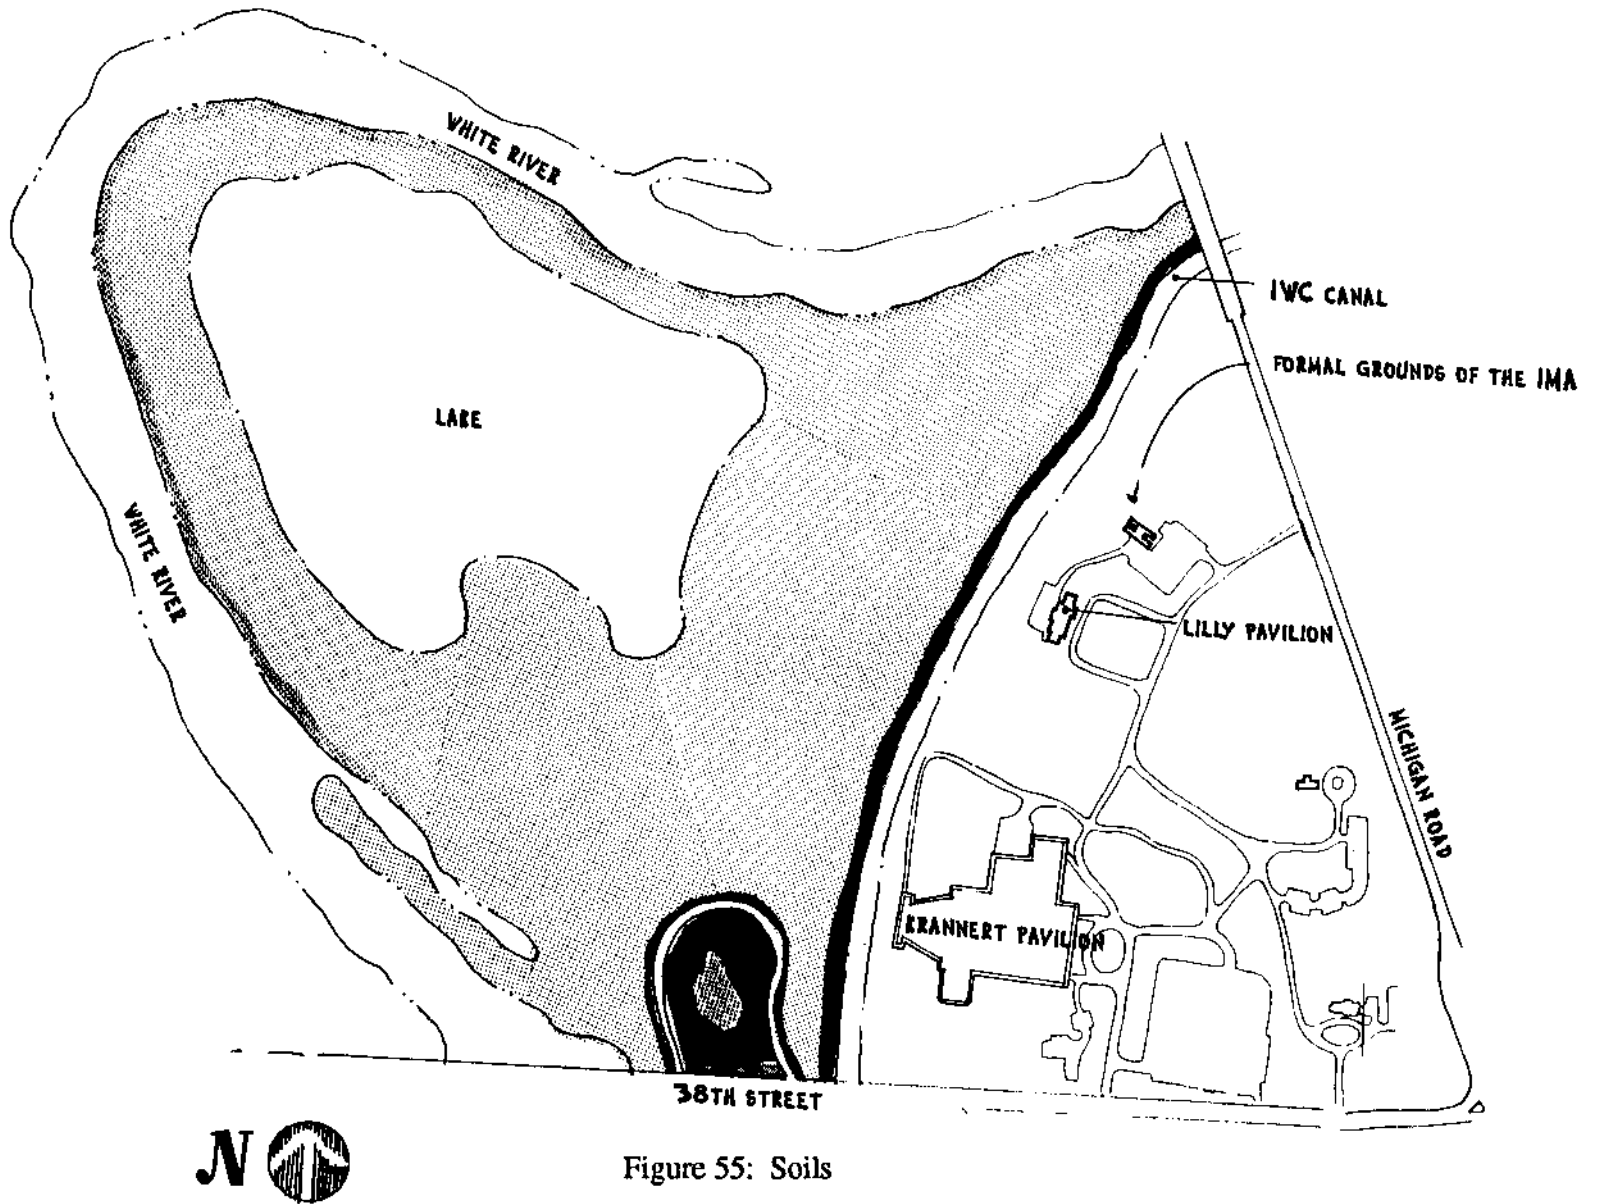 WHITE RIVER
IWC CANAL
FORMAL GROUNDS OF THE IMA
LAKE
WHITE RIVER
LILLY PAVILION
MICHIGAN ROAD
KRANNERT PAVILION
38TH STREET
N
Figure 55: Soils